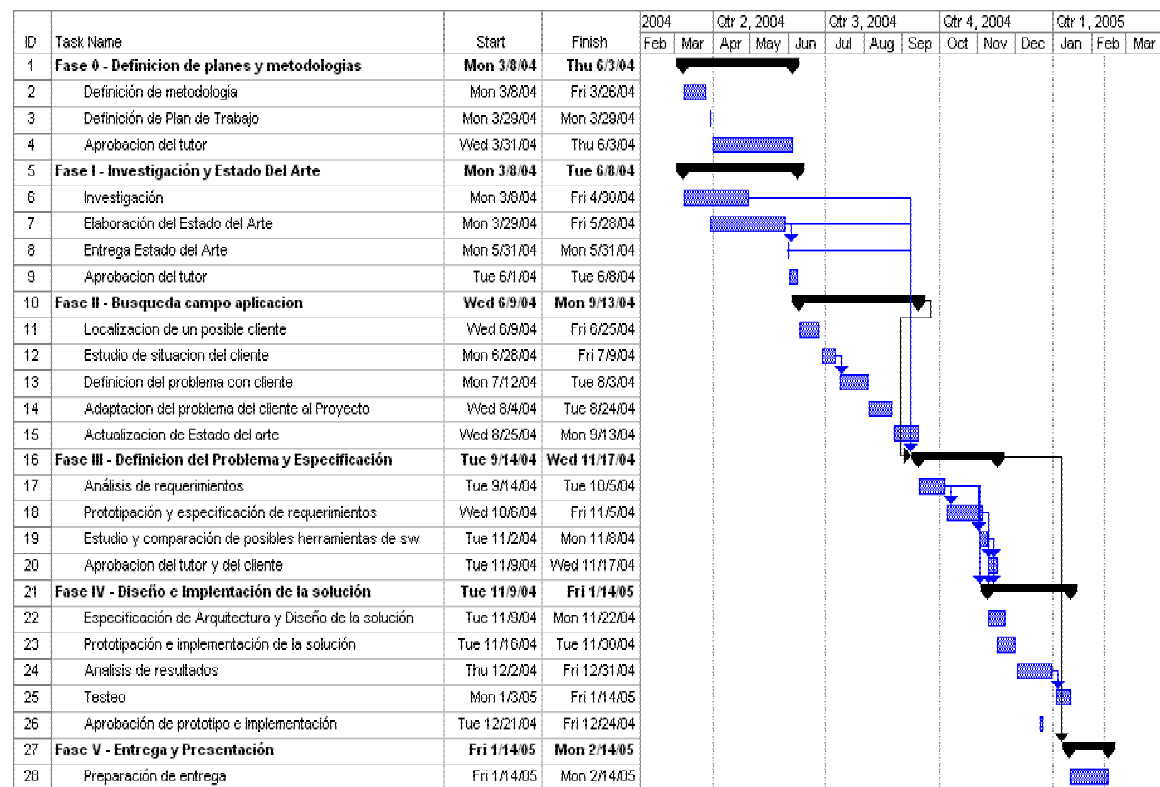 2004 Qtr 2, 2004 Qtr 3, 2004 Qtr 4, 2004 Qtr 1, 2005
ID Task Name Start Finish Feb Mar Apr May Jun Jul Aug Sep Oct Nov Dec Jan Feb Mar
1 Fase 0 - Definicion de planes y metodologias Mon 3/8/04 Thu 6/3/04
2 Definición de metodología Mon 3/8/04 Fri 3/26/04
3 Definición de Plan de Trabajo Mon 3/29/04 Mon 3/29/04
4 Aprobacion del tutor Wed 3/31/04 Thu 6/3/04
5 Fase I - Investigación y Estado Del Arte Mon 3/8/04 Tue 6/8/04
6 Investigación Mon 3/8/04 Fri 4/30/04
7 Elaboración del Estado del Arte Mon 3/29/04 Fri 5/28/04
8 Entrega Estado del Arte Mon 5/31/04 Mon 5/31/04
9 Aprobacion del tutor Tue 6/1/04 Tue 6/8/04
10 Fase II - Busqueda campo aplicacion Wed 6/9/04 Mon 9/13/04
11 Localizacion de un posible cliente Wed 6/9/04 Fri 6/25/04
12 Estudio de situacion del cliente Mon 6/28/04 Fri 7/9/04
13 Definicion del problema con cliente Mon 7/12/04 Tue 8/3/04
14 Adaptacion del problema del cliente al Proyecto Wed 8/4/04 Tue 8/24/04
15 Actualizacion de Estado del arte Wed 8/25/04 Mon 9/13/04
16 Fase III - Definicion del Problema y Especificación Tue 9/14/04 Wed 11/17/04
17 Análisis de requerimientos Tue 9/14/04 Tue 10/5/04
18 Prototipación y especificación de requerimientos Wed 10/6/04 Fri 11/5/04
19 Estudio y comparación de posibles herramientas de sw Tue 11/2/04 Mon 11/8/04
20 Aprobacion del tutor y del cliente Tue 11/9/04 Wed 11/17/04
21 Fase IV - Diseño e Implentación de la solución Tue 11/9/04 Fri 1/14/05
22 Especificación de Arquitectura y Diseño de la solución Tue 11/9/04 Mon 11/22/04
23 Prototipación e implementación de la solución Tue 11/16/04 Tue 11/30/04
24 Analisis de resultados Thu 12/2/04 Fri 12/31/04
25 Testeo Mon 1/3/05 Fri 1/14/05
26 Aprobación de prototipo e implementación Tue 12/21/04 Fri 12/24/04
27 Fase V - Entrega y Presentación Fri 1/14/05 Mon 2/14/05
28 Preparación de entrega Fri 1/14/05 Mon 2/14/05